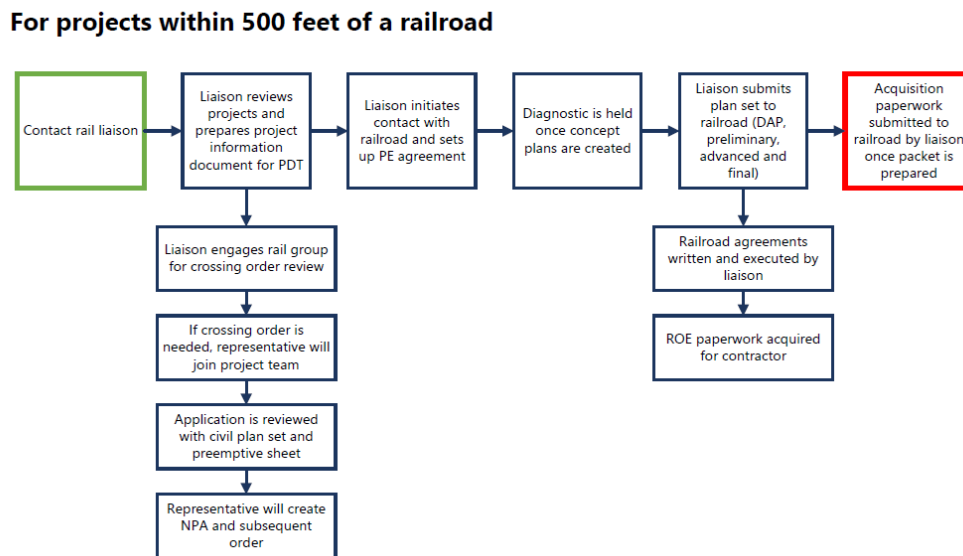 For projects within 500 feet of a railroad
Contact rail liaison
Liaison reviews
projects and
prepares project
information
document for PDT
Liaison initiates
contact with
railroad and sets
up PE agreement
Diagnostic is held
once concept
plans are created
Liaison submits
plan set to
railroad (DAP,
preliminary,
advanced and
final)
Acquisition
paperwork
submitted to
railroad by liaison
once packet is
prepared
Liaison engages rail group
for crossing order review
If crossing order is
needed, representative will
join project team
Application is reviewed
with civil plan set and
preemptive sheet
Representative will create
NPA and subsequent
order
Railroad agreements
written and executed by
liaison
ROE paperwork acquired
for contractor